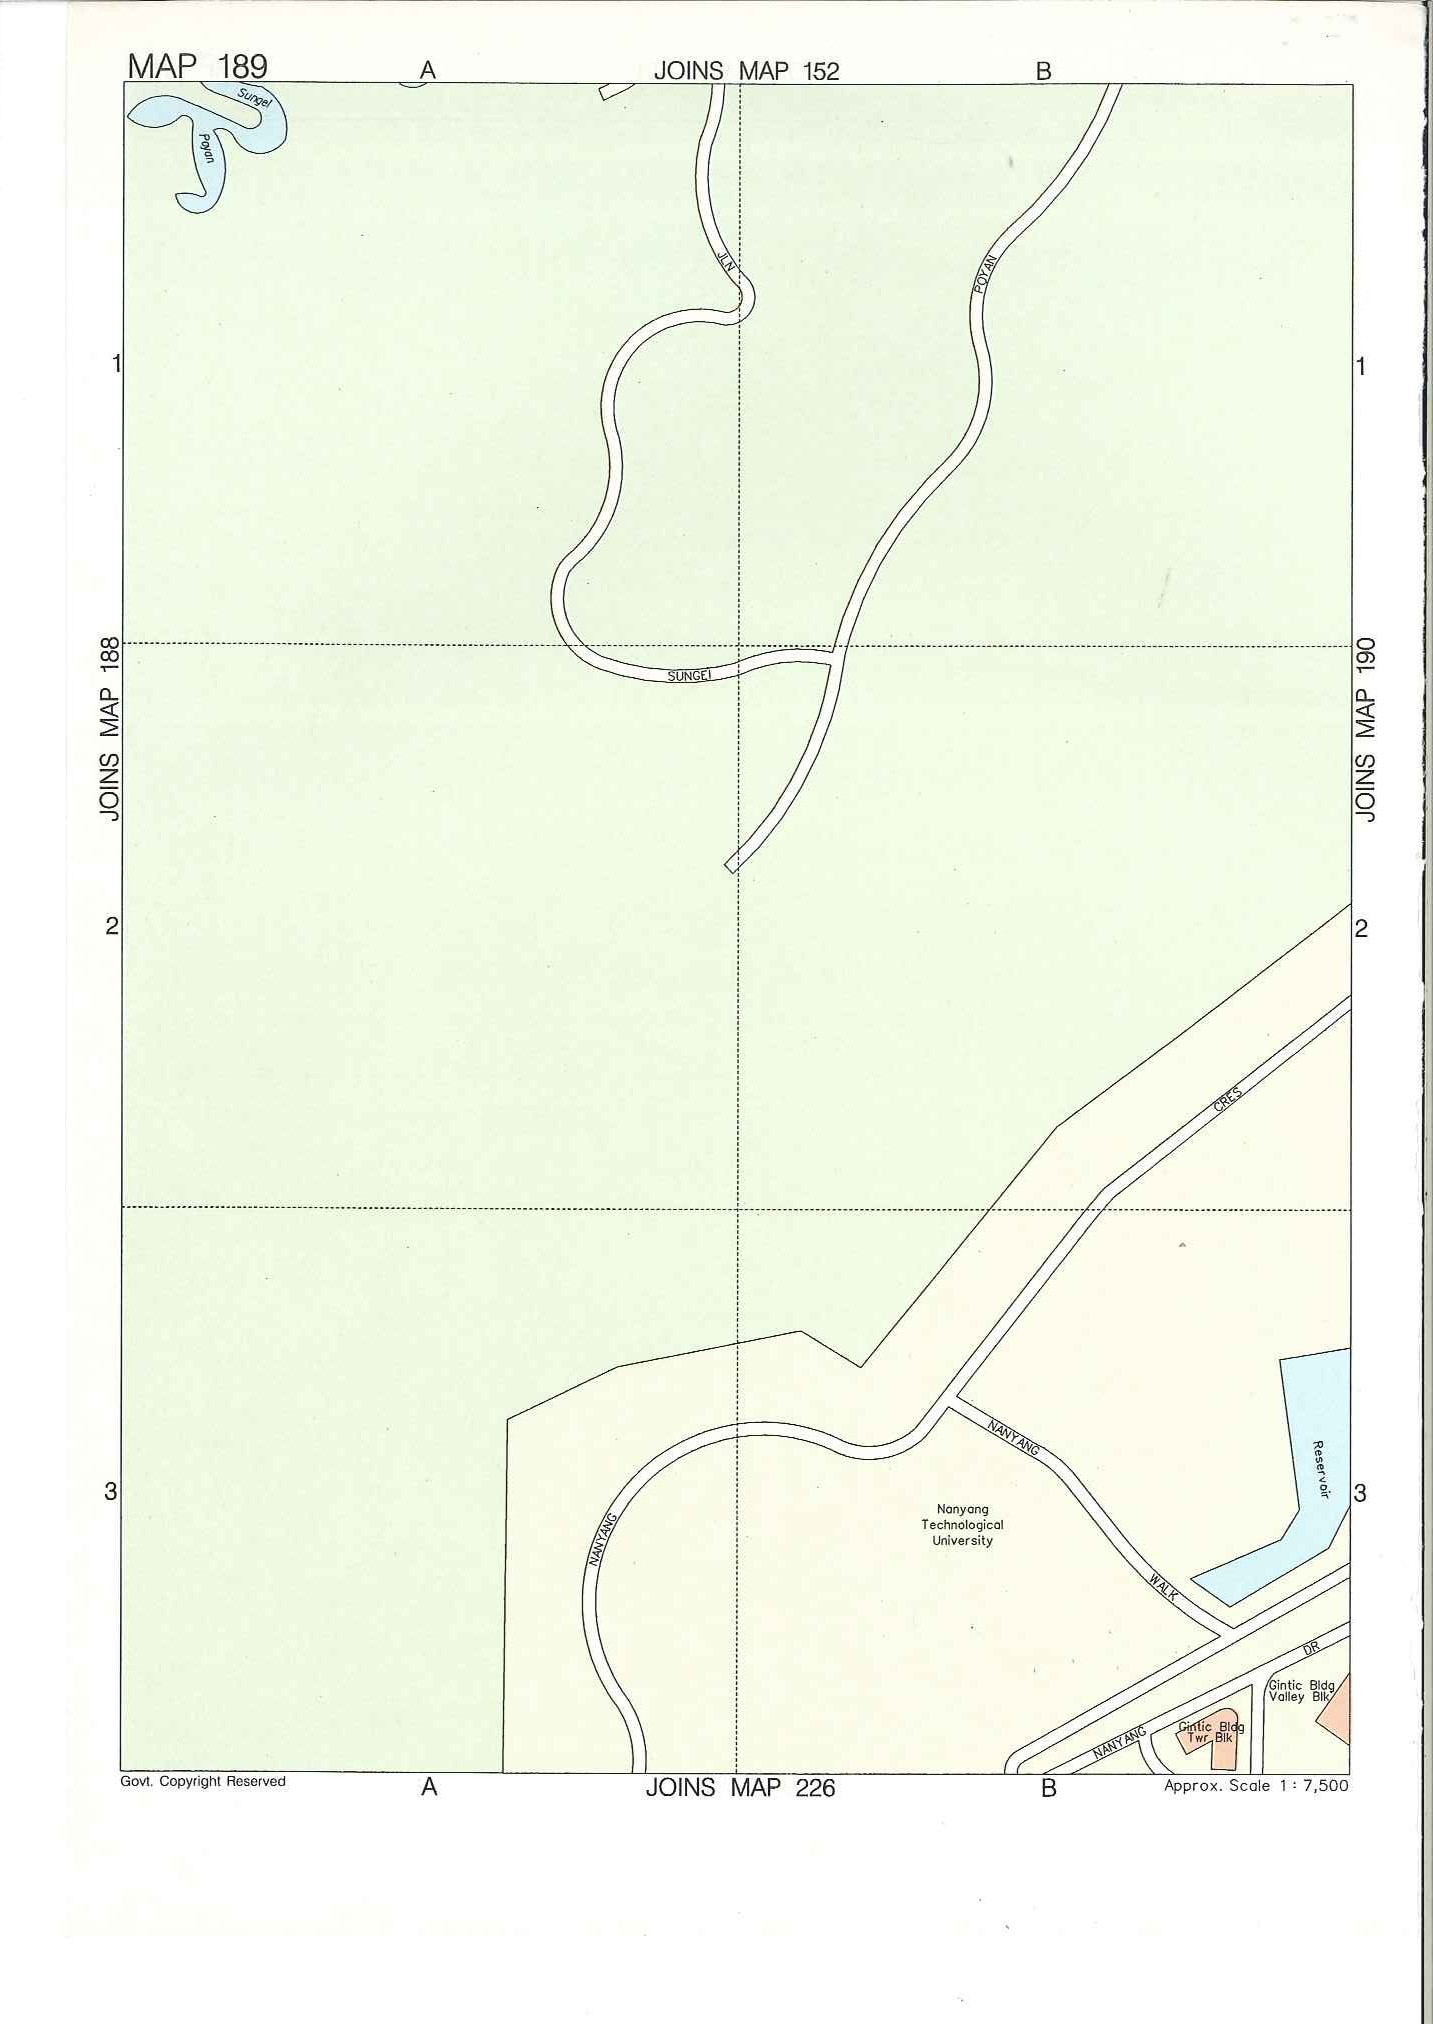 MAP 189
A
JOINS MAP 152
B
Sungei
Poyan
JLN
POYAN
1
1
JOINS MAP 188
JOINS MAP 190
SUNGEI
2
2
CRES
NANYANG
Reservoir
3
3
Nanyang
Technological
University
NANYANG
WALK
DR
Gintic Bldg
Valley Blk
Gintic Bldg
Twr Blk
NANYANG
Govt. Copyright Reserved
A
JOINS MAP 226
B
Approx. Scale 1 : 7,500